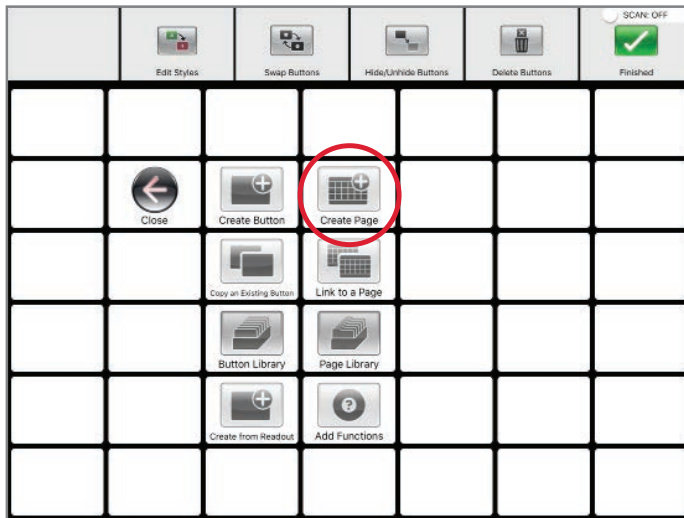 SCAN: OFF
Edit Styles
Swap Buttons
Hide/Unhide Buttons
Delete Buttons
Finished
Close
Create Button
Create Page
Copy an Existing Button
Link to a Page
Button Library
Page Library
Create from Readout
Add Functions